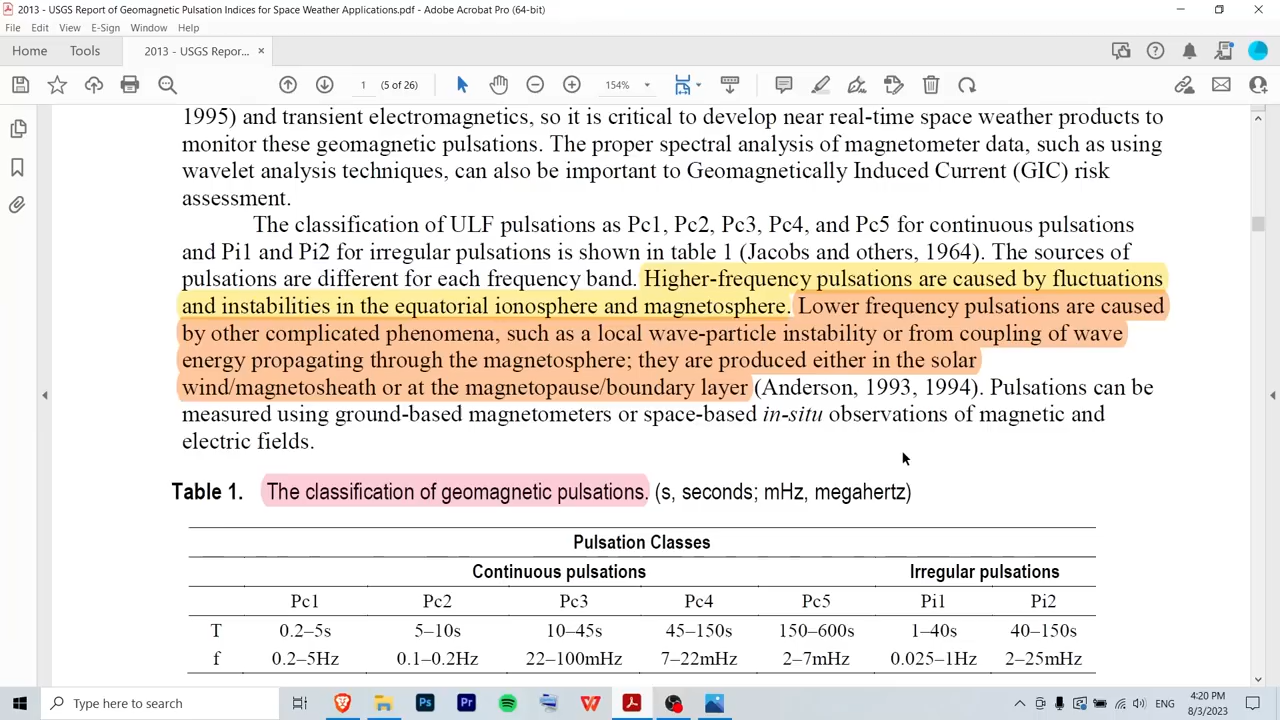 2013 - USGS Report of Geomagnetic Pulsation Indices for Space Weather Applications.pdf - Adobe Acrobat Pro (64-bit)
File Edit View E-Sign Window Help
Home Tools 2013 - USGS Repor... ×
1 (5 of 26) 154%
1995) and transient electromagnetics, so it is critical to develop near real-time space weather products to
monitor these geomagnetic pulsations. The proper spectral analysis of magnetometer data, such as using
wavelet analysis techniques, can also be important to Geomagnetically Induced Current (GIC) risk
assessment.
The classification of ULF pulsations as Pc1, Pc2, Pc3, Pc4, and Pc5 for continuous pulsations
and Pi1 and Pi2 for irregular pulsations is shown in table 1 (Jacobs and others, 1964). The sources of
pulsations are different for each frequency band. Higher-frequency pulsations are caused by fluctuations
and instabilities in the equatorial ionosphere and magnetosphere. Lower frequency pulsations are caused
by other complicated phenomena, such as a local wave-particle instability or from coupling of wave
energy propagating through the magnetosphere; they are produced either in the solar
wind/magnetosheath or at the magnetopause/boundary layer (Anderson, 1993, 1994). Pulsations can be
measured using ground-based magnetometers or space-based in-situ observations of magnetic and
electric fields.
Table 1. The classification of geomagnetic pulsations. (s, seconds; mHz, megahertz)
Pulsation Classes
Continuous pulsations Irregular pulsations
Pc1 Pc2 Pc3 Pc4 Pc5 Pi1 Pi2
T 0.2–5s 5–10s 10–45s 45–150s 150–600s 1–40s 40–150s
f 0.2–5Hz 0.1–0.2Hz 22–100mHz 7–22mHz 2–7mHz 0.025–1Hz 2–25mHz
Type here to search Ps Pr ENG 4:20 PM
8/3/2023